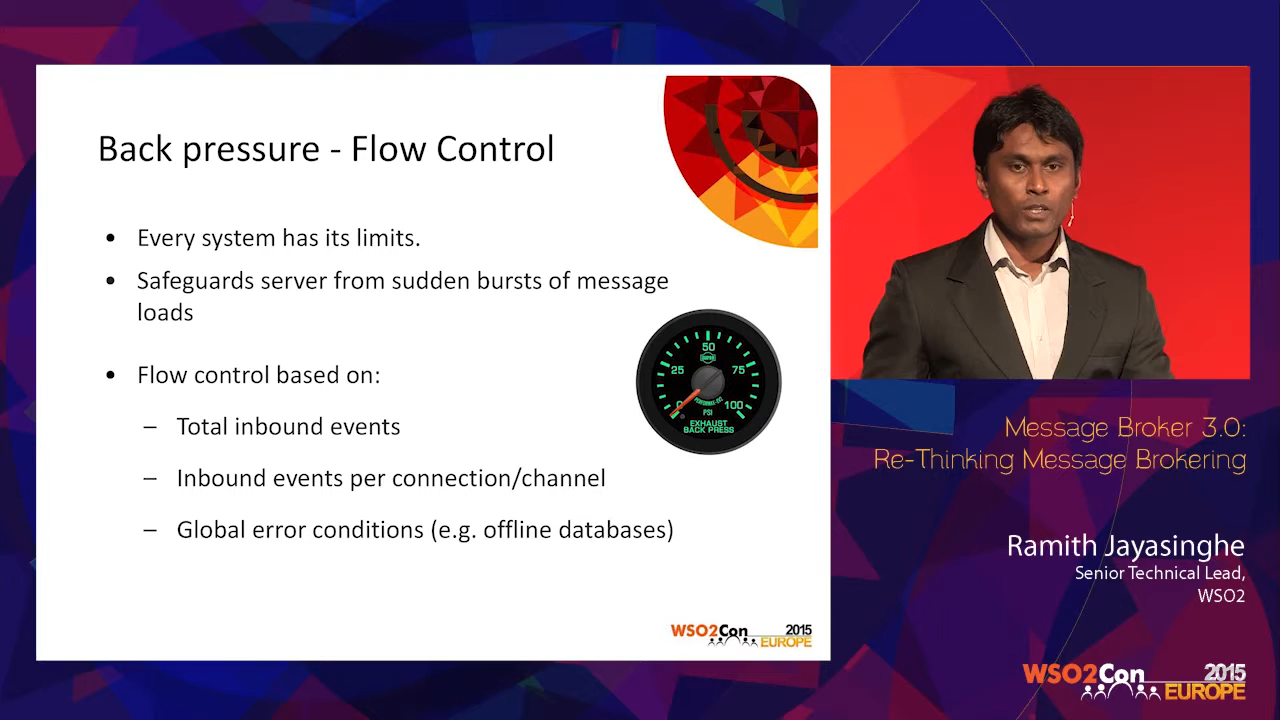 Back pressure - Flow Control
• Every system has its limits.
• Safeguards server from sudden bursts of message
loads
• Flow control based on:
– Total inbound events
– Inbound events per connection/channel
– Global error conditions (e.g. offline databases)
0
25
50
75
100
PSI
EXHAUST
BACK PRESS
WSO2Con 2015
EUROPE
Message Broker 3.0:
Re-Thinking Message Brokering
Ramith Jayasinghe
Senior Technical Lead,
WSO2
WSO2Con 2015
EUROPE